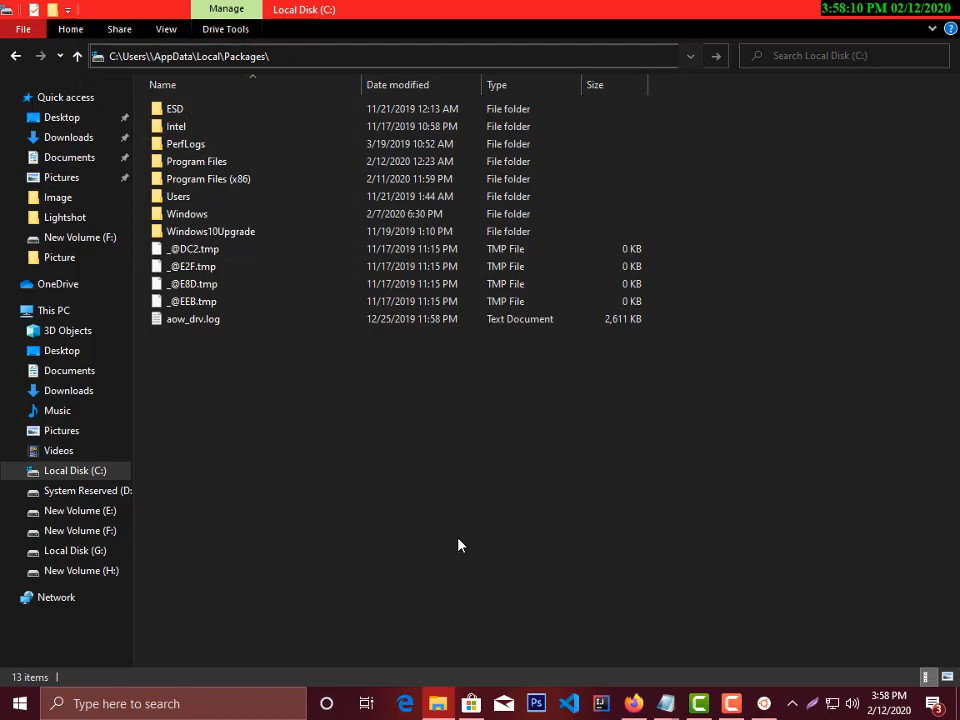 Manage
Local Disk (C:)
3:58:10 PM 02/12/2020
File
Home
Share
View
Drive Tools
C:\Users\\AppData\Local\Packages\
Search Local Disk (C:)
Name
Date modified
Type
Size
Quick access
Desktop
Downloads
Documents
Pictures
Image
Lightshot
New Volume (F:)
Picture
OneDrive
This PC
3D Objects
Desktop
Documents
Downloads
Music
Pictures
Videos
Local Disk (C:)
System Reserved (D:
New Volume (E:)
New Volume (F:)
Local Disk (G:)
New Volume (H:)
Network
ESD 11/21/2019 12:13 AM File folder
Intel 11/17/2019 10:58 PM File folder
PerfLogs 3/19/2019 10:52 AM File folder
Program Files 2/12/2020 12:23 AM File folder
Program Files (x86) 2/11/2020 11:59 PM File folder
Users 11/21/2019 1:44 AM File folder
Windows 2/7/2020 6:30 PM File folder
Windows10Upgrade 11/19/2019 1:10 PM File folder
_@DC2.tmp 11/17/2019 11:15 PM TMP File 0 KB
_@E2F.tmp 11/17/2019 11:15 PM TMP File 0 KB
_@E8D.tmp 11/17/2019 11:15 PM TMP File 0 KB
_@EEB.tmp 11/17/2019 11:15 PM TMP File 0 KB
aow_drv.log 12/25/2019 11:58 PM Text Document 2,611 KB
13 items
Type here to search
Ps
3:58 PM
2/12/2020
3